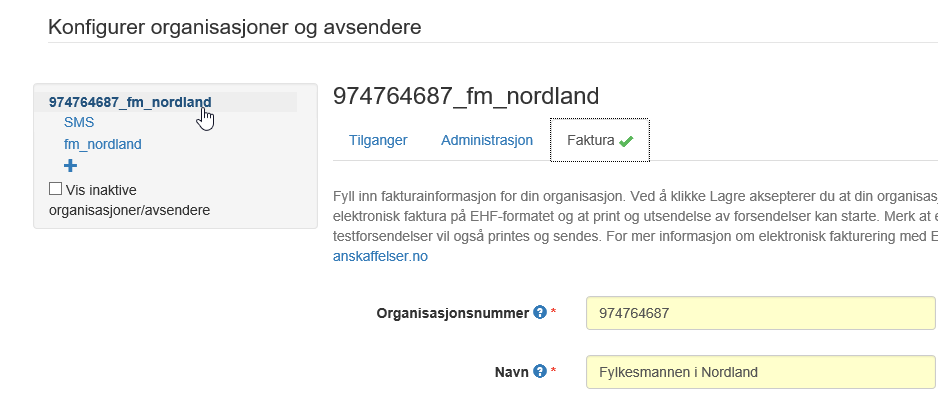 Konfigurer organisasjoner og avsendere
974764687_fm_nordland
SMS
fm_nordland
Vis inaktive
organisasjoner/avsendere
974764687_fm_nordland
Tilganger
Administrasjon
Faktura
Fyll inn fakturainformasjon for din organisasjon. Ved å klikke Lagre aksepterer du at din organisasj
elektronisk faktura på EHF-formatet og at print og utsendelse av forsendelser kan starte. Merk at e
testforsendelser vil også printes og sendes. For mer informasjon om elektronisk fakturering med E
anskaffelser.no
Organisasjonsnummer ? *
974764687
Navn ? *
Fylkesmannen i Nordland